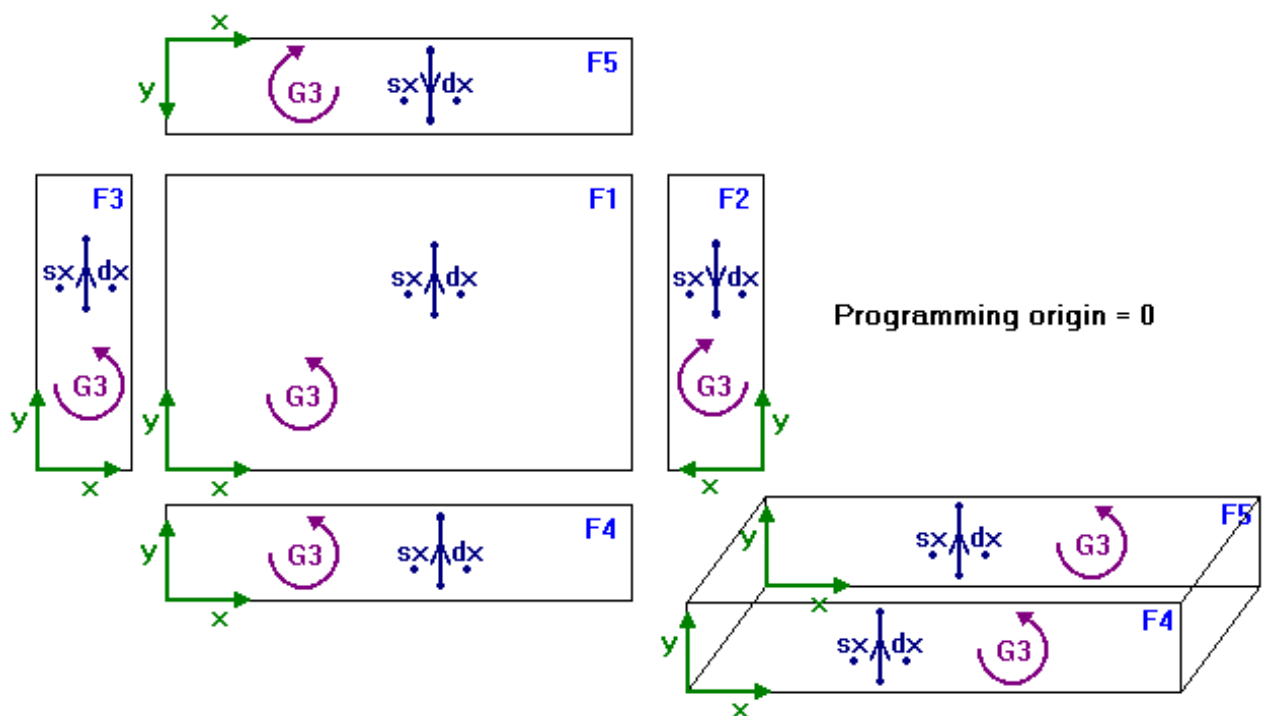 x
F5
y
G3
sx dx
F3
sx dx
G3
y
x
F1
sx dx
G3
y
x
F2
sx dx
G3
y
x
Programming origin = 0
F4
y
G3
sx dx
x
F5
y
sx dx
G3
x
F4
y
sx dx
G3
x